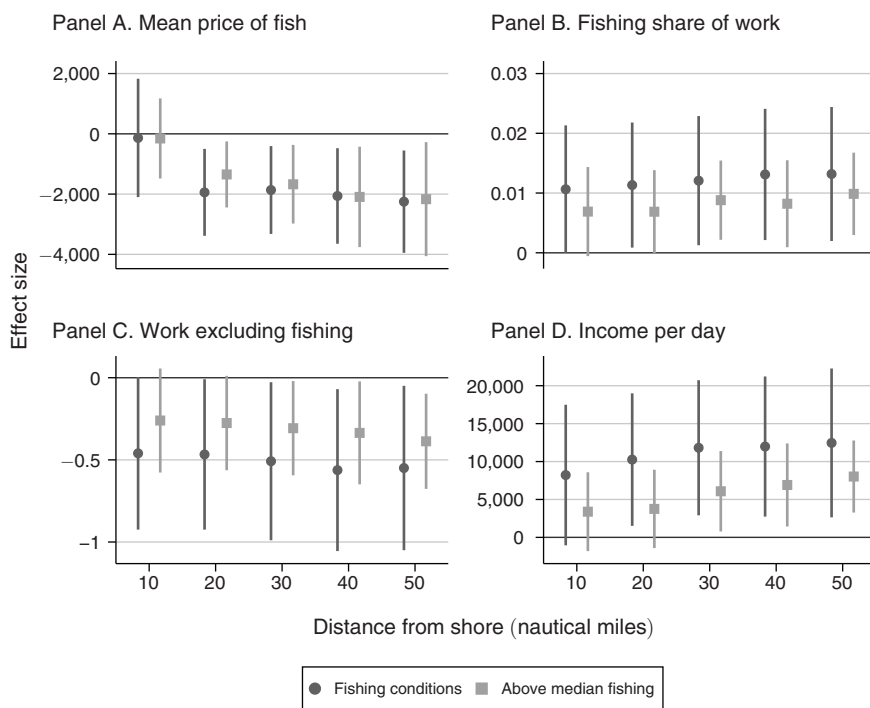 Panel A. Mean price of fish
2,000
0
−2,000
−4,000
Panel B. Fishing share of work
0.03
0.02
0.01
0
Effect size
Panel C. Work excluding fishing
0
−0.5
−1
10 20 30 40 50
Panel D. Income per day
20,000
15,000
10,000
5,000
0
10 20 30 40 50
Distance from shore (nautical miles)
Fishing conditions Above median fishing